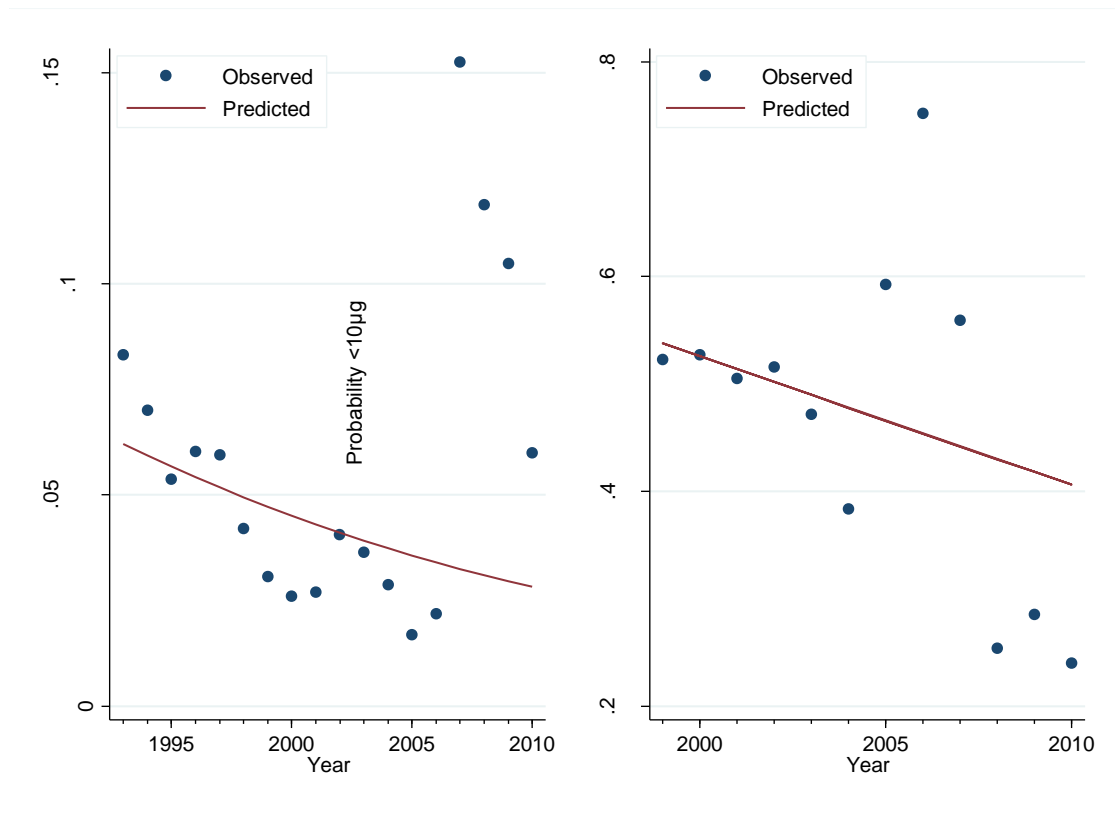 Observed
Predicted
.15
.1
.05
0
Probability <10µg
1995 2000 2005 2010
Year
Observed
Predicted
.8
.6
.4
.2
2000 2005 2010
Year